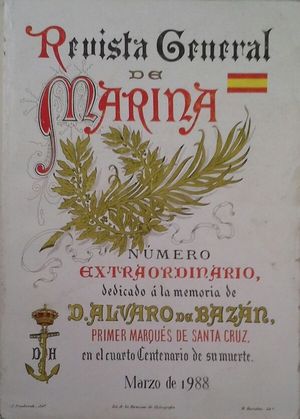 Revista General
DE
MARINA
NÚMERO
EXTRAORDINARIO,
dedicado á la memoria de
D. ALVARO DE BAZÁN,
PRIMER MARQUÉS DE SANTA CRUZ,
en el cuarto Centenario de su muerte.
D H
Marzo de 1988